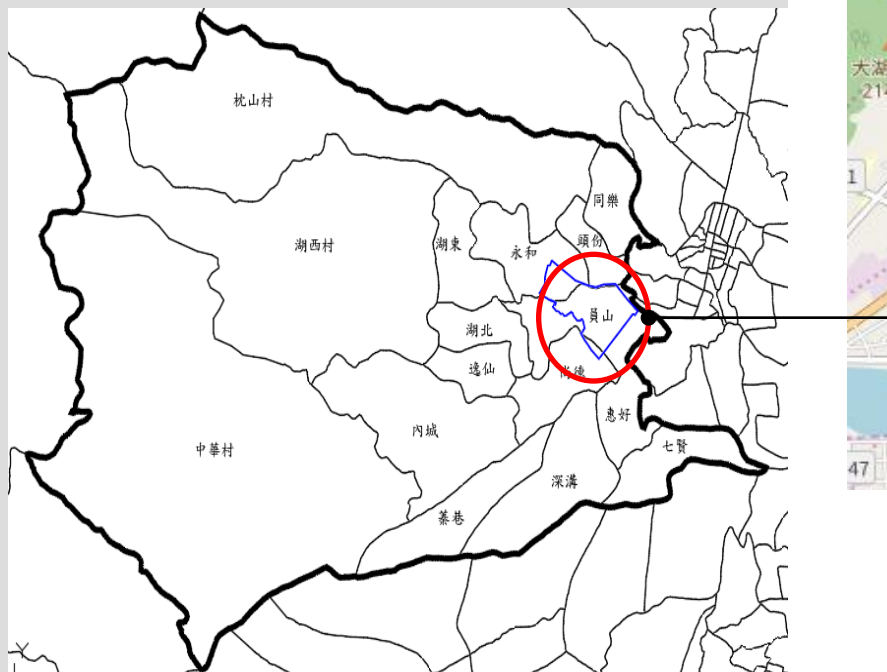 枕山村
同樂
湖西村
湖東
永和
頭份
員山
湖北
逸仙
尚德
惠好
內城
中華村
七賢
深溝
蓁巷
大湖
214
1
47
Y